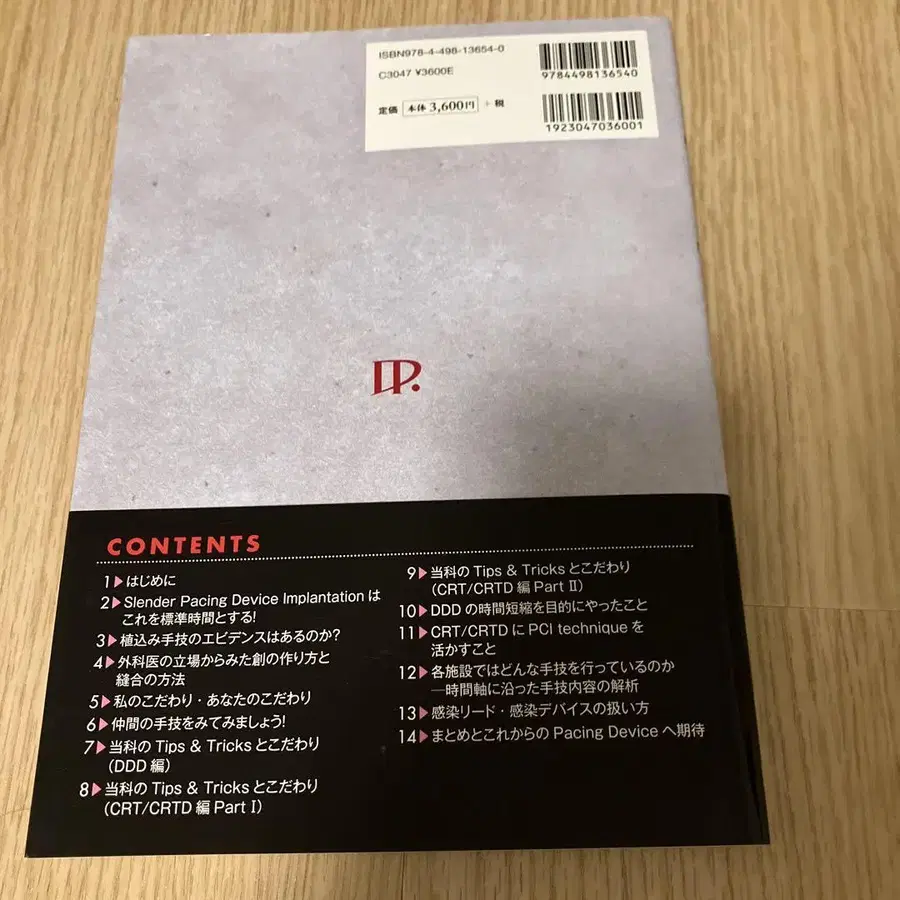 ISBN978-4-498-13654-0
C3047 ¥3600E
定価 本体 3,600円 +税
9784498136540
1923047036001
CONTENTS
1▶はじめに
2▶Slender Pacing Device Implantation は
これを標準時間とする!
3▶植込み手技のエビデンスはあるのか?
4▶外科医の立場からみた創の作り方と
縫合の方法
5▶私のこだわり・あなたのこだわり
6▶仲間の手技をみてみましょう!
7▶当科の Tips & Tricks とこだわり
(DDD 編)
8▶当科の Tips & Tricks とこだわり
(CRT/CRTD 編 Part Ⅰ)
9▶当科の Tips & Tricks とこだわり
(CRT/CRTD 編 Part Ⅱ)
10▶DDD の時間短縮を目的にやったこと
11▶CRT/CRTD に PCI technique を
活かすこと
12▶各施設ではどんな手技を行っているのか
―時間軸に沿った手技内容の解析
13▶感染リード・感染デバイスの扱い方
14▶まとめとこれからの Pacing Device へ期待